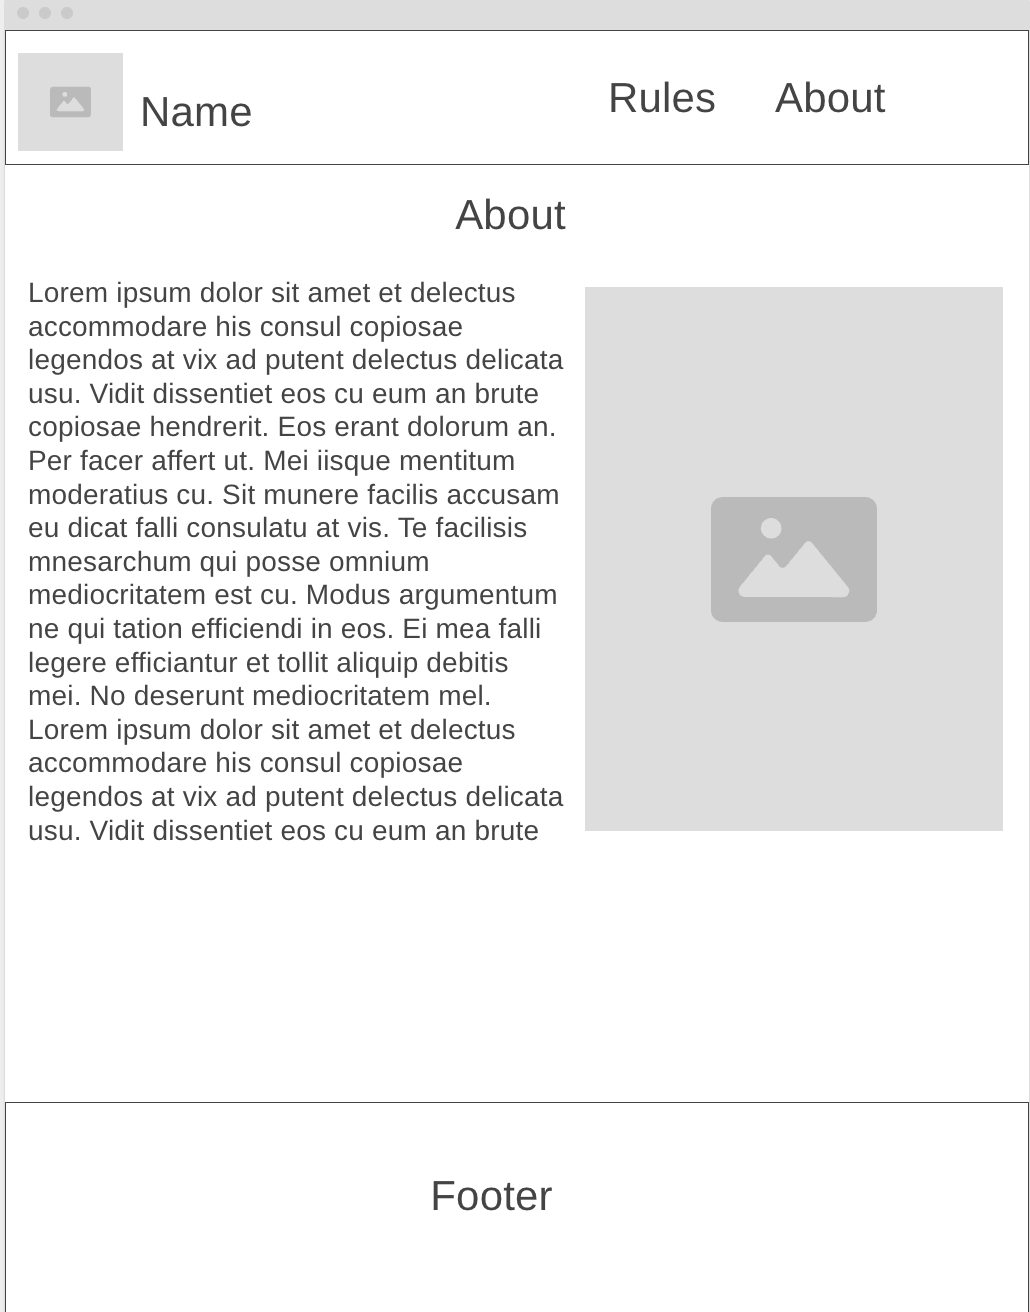 Name
Rules About
About
Lorem ipsum dolor sit amet et delectus
accommodare his consul copiosae
legendos at vix ad putent delectus delicata
usu. Vidit dissentiet eos cu eum an brute
copiosae hendrerit. Eos erant dolorum an.
Per facer affert ut. Mei iisque mentitum
moderatius cu. Sit munere facilis accusam
eu dicat falli consulatu at vis. Te facilisis
mnesarchum qui posse omnium
mediocritatem est cu. Modus argumentum
ne qui tation efficiendi in eos. Ei mea falli
legere efficiantur et tollit aliquip debitis
mei. No deserunt mediocritatem mel.
Lorem ipsum dolor sit amet et delectus
accommodare his consul copiosae
legendos at vix ad putent delectus delicata
usu. Vidit dissentiet eos cu eum an brute
Footer